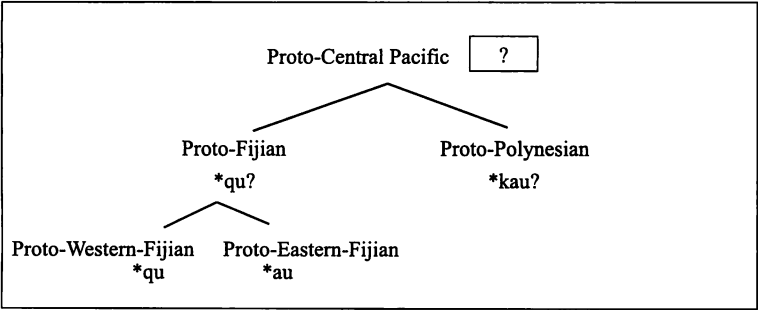 Proto-Central Pacific ?
Proto-Fijian Proto-Polynesian
*qu? *kau?
Proto-Western-Fijian Proto-Eastern-Fijian
*qu *au